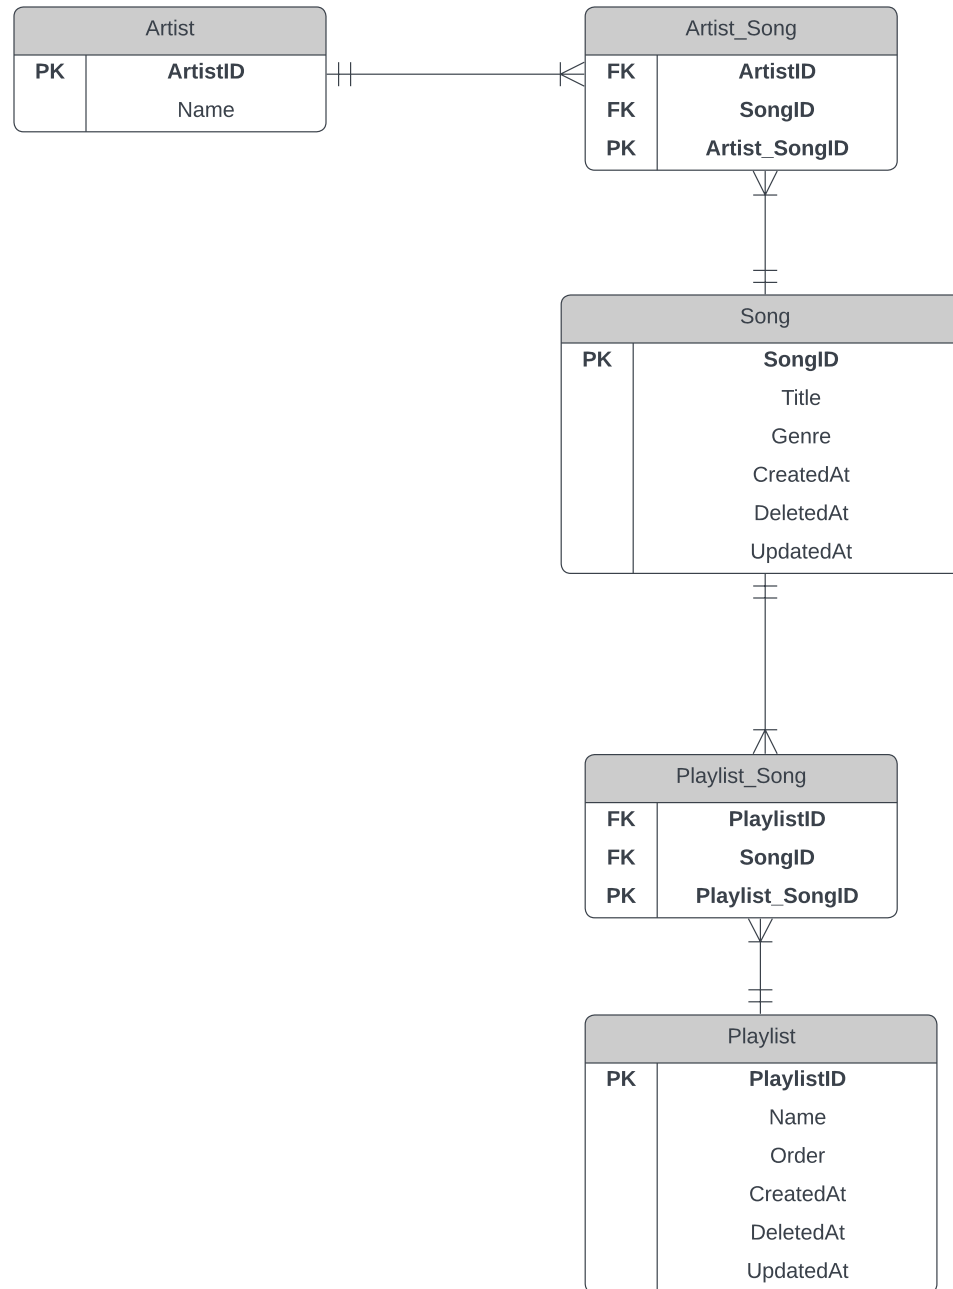 Artist
PK ArtistID
Name
Artist_Song
FK ArtistID
FK SongID
PK Artist_SongID
Song
PK SongID
Title
Genre
CreatedAt
DeletedAt
UpdatedAt
Playlist_Song
FK PlaylistID
FK SongID
PK Playlist_SongID
Playlist
PK PlaylistID
Name
Order
CreatedAt
DeletedAt
UpdatedAt